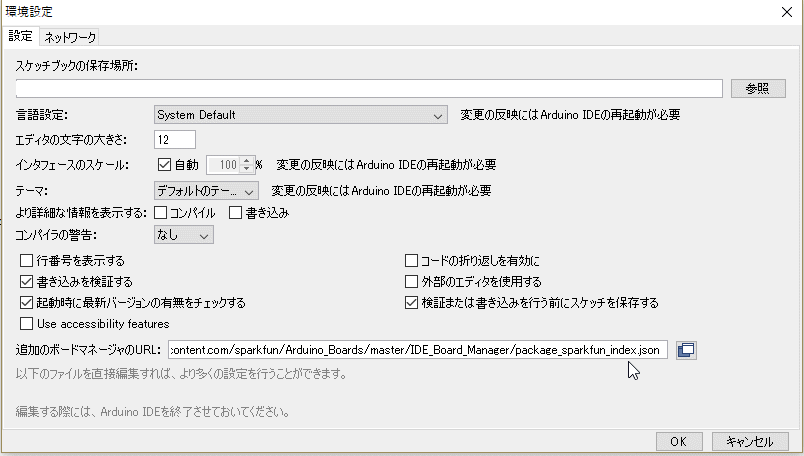 環境設定
設定 ネットワーク
スケッチブックの保存場所:
参照
言語設定: System Default 変更の反映にはArduino IDEの再起動が必要
エディタの文字の大きさ: 12
インタフェースのスケール: 自動 100 % 変更の反映にはArduino IDEの再起動が必要
テーマ: デフォルトのテー... 変更の反映にはArduino IDEの再起動が必要
より詳細な情報を表示する: コンパイル 書き込み
コンパイラの警告: なし
行番号を表示する コードの折り返しを有効に
書き込みを検証する 外部のエディタを使用する
起動時に最新バージョンの有無をチェックする 検証または書き込みを行う前にスケッチを保存する
Use accessibility features
追加のボードマネージャのURL: content.com/sparkfun/Arduino_Boards/master/IDE_Board_Manager/package_sparkfun_index.json
以下のファイルを直接編集すれば、より多くの設定を行うことができます。
編集する際には、Arduino IDEを終了させておいてください。
OK キャンセル